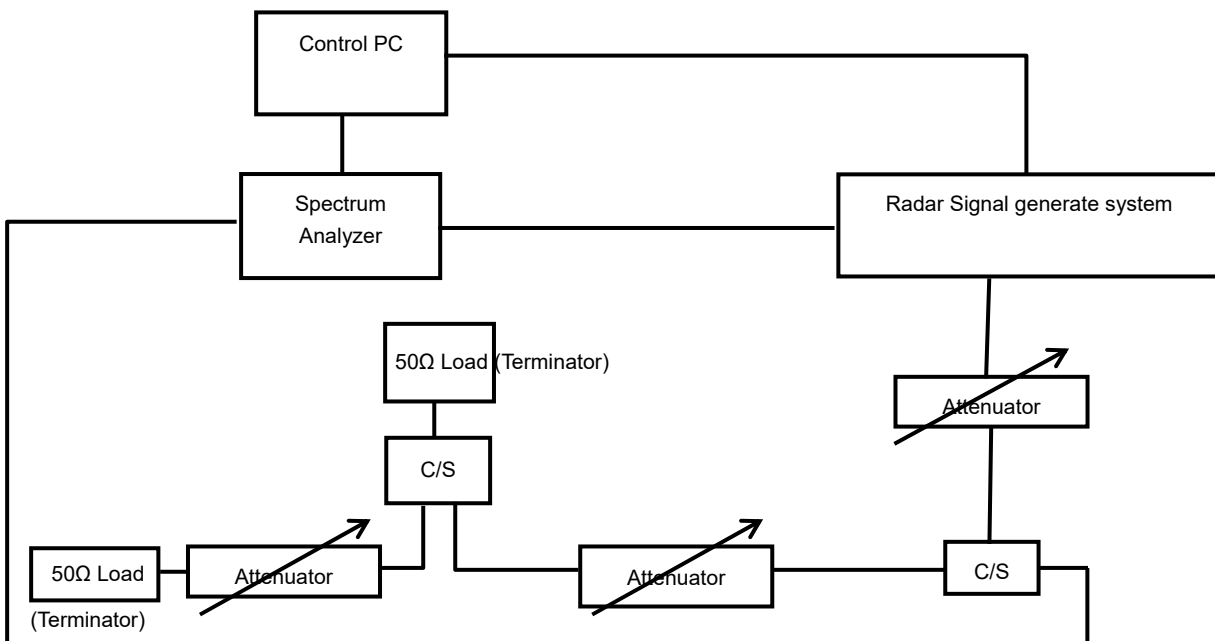 Control PC
Spectrum
Analyzer
Radar Signal generate system
50Ω Load (Terminator)
Attenuator
C/S
50Ω Load
(Terminator)
Attenuator
Attenuator
C/S